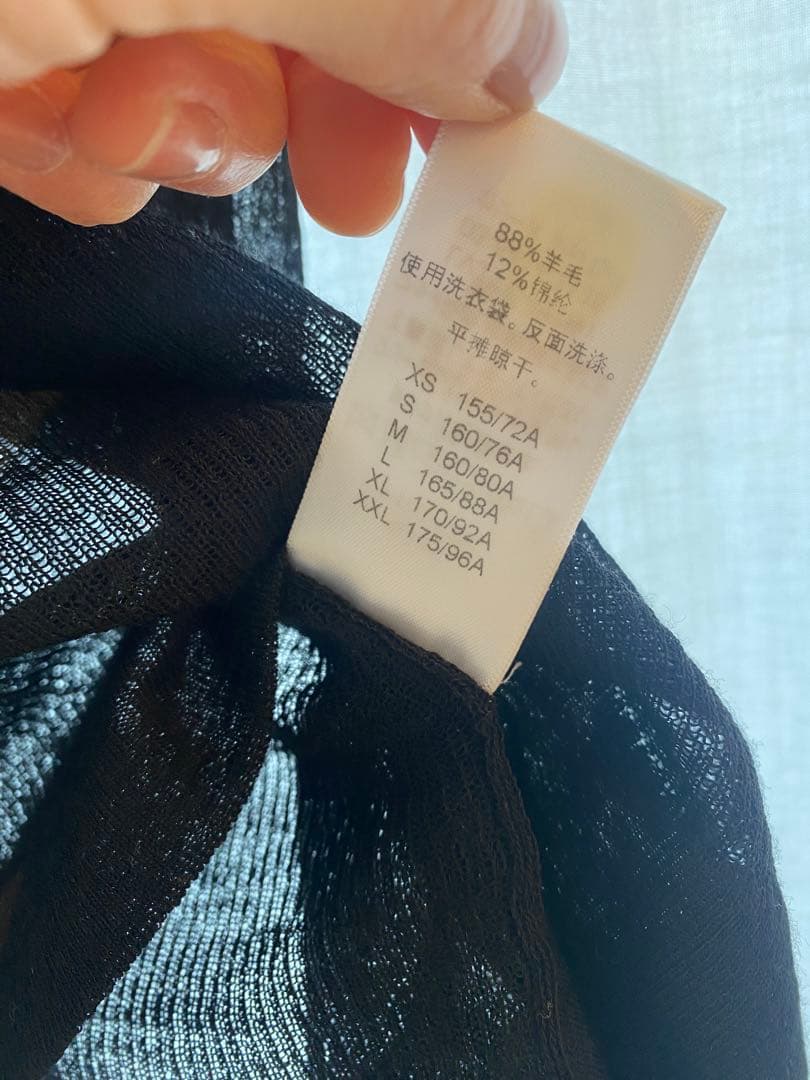 88%羊毛
12%锦纶
使用洗衣袋。反面洗涤。
平摊晾干。
XS 155/72A
S 160/76A
M 160/80A
L 165/88A
XL 170/92A
XXL 175/96A